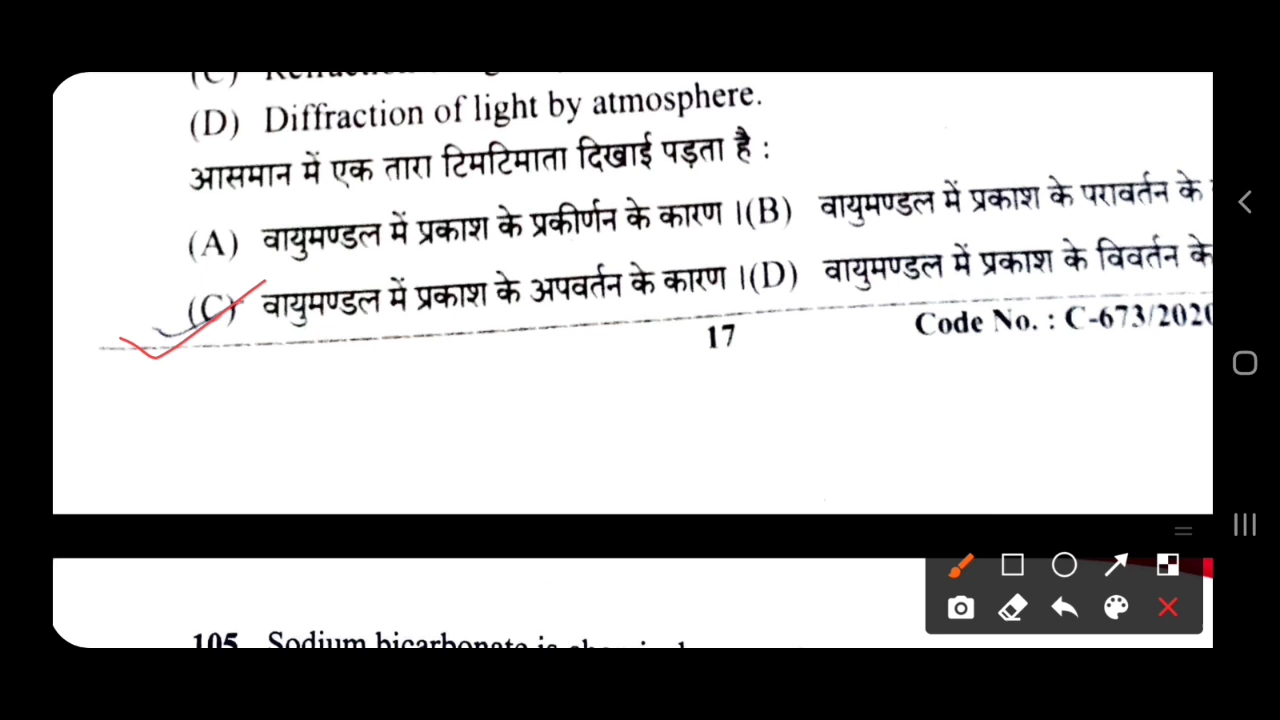 (D) Diffraction of light by atmosphere.
आसमान में एक तारा टिमटिमाता दिखाई पड़ता है :
(A) वायुमण्डल में प्रकाश के प्रकीर्णन के कारण ।(B) वायुमण्डल में प्रकाश के परावर्तन के
(C) वायुमण्डल में प्रकाश के अपवर्तन के कारण ।(D) वायुमण्डल में प्रकाश के विवर्तन के
17 Code No. : C-673/2020
105. Sodium bicarbonate is